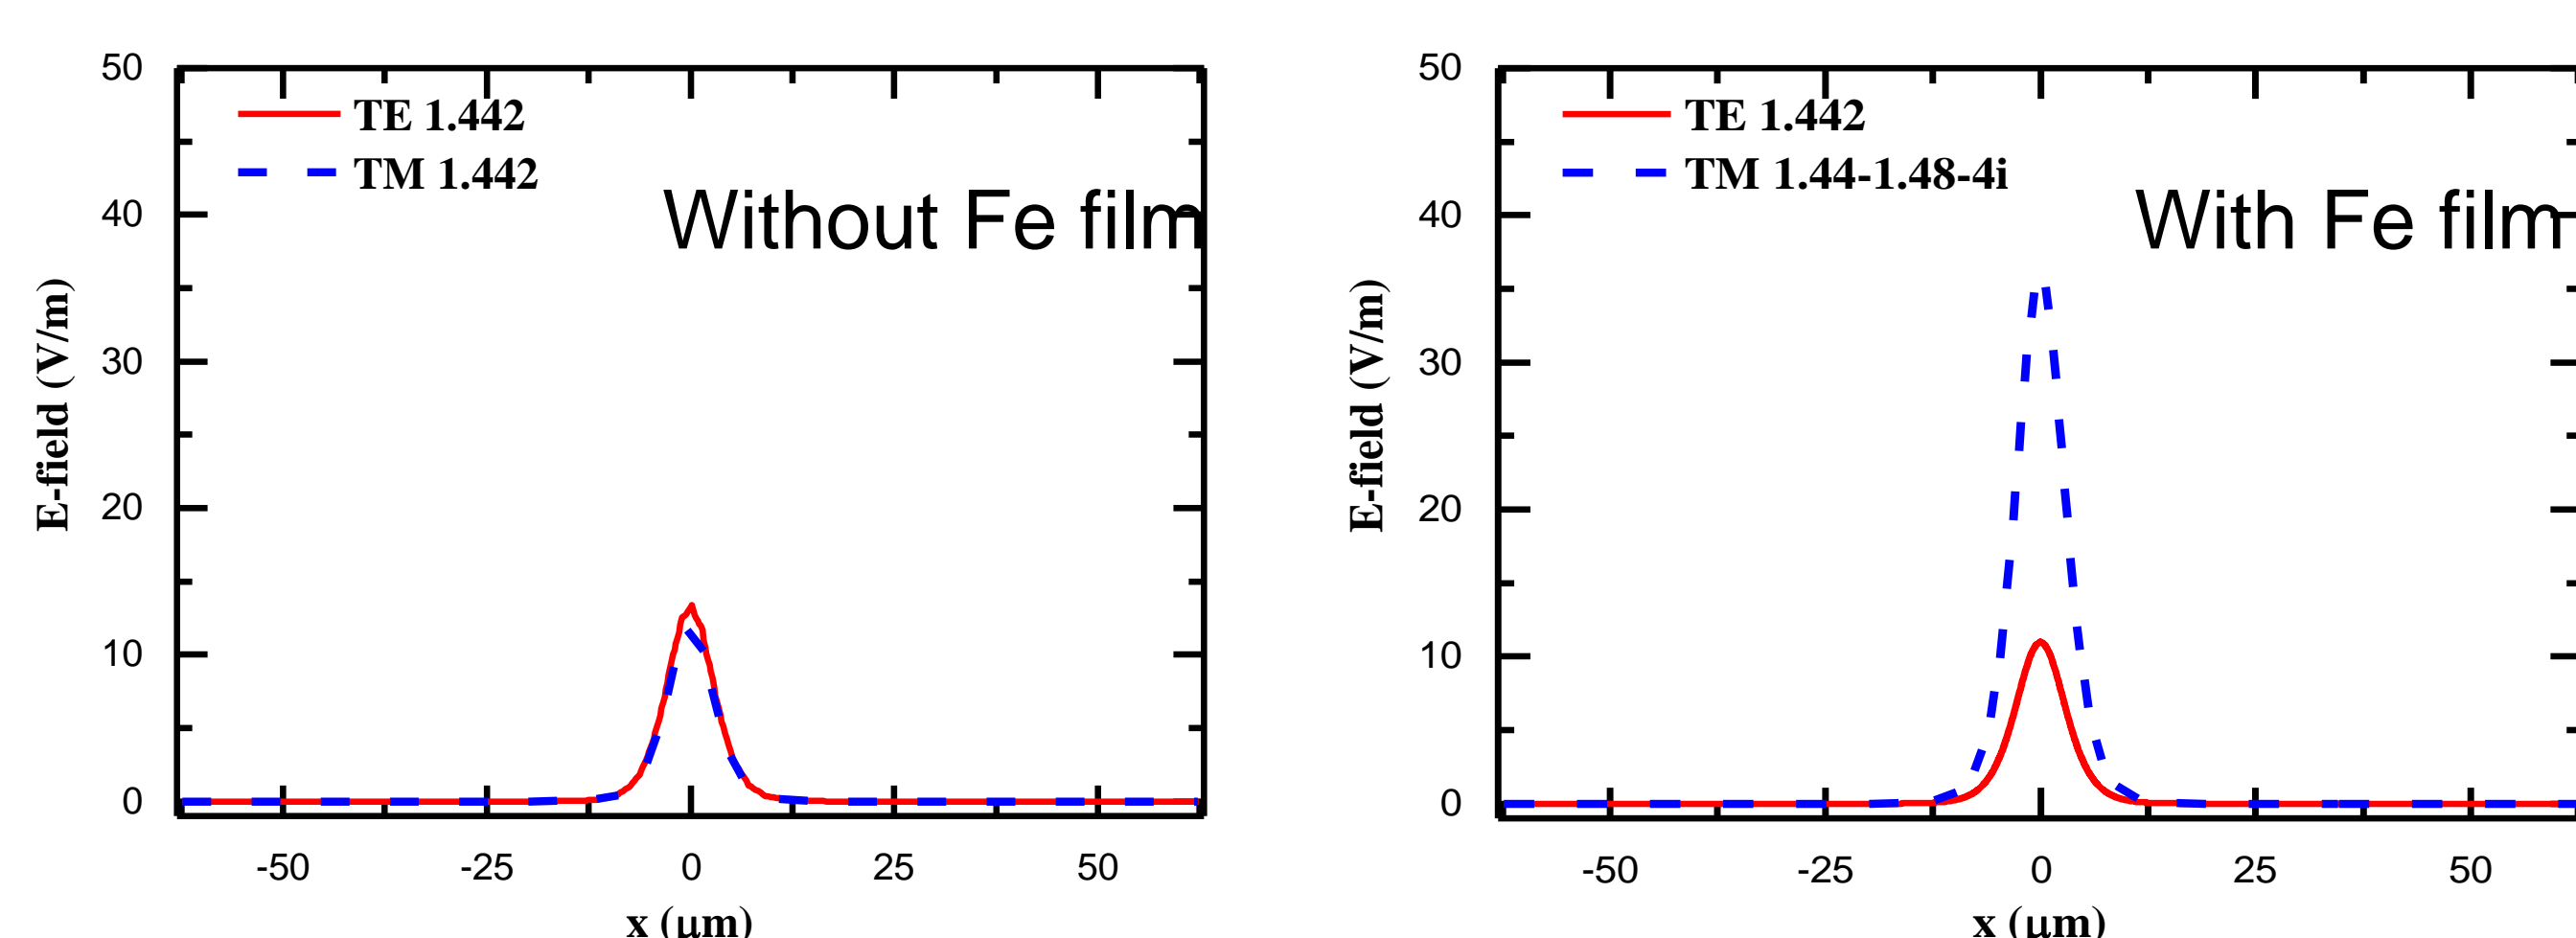 50
TE 1.442
TM 1.442
Without Fe film
40
30
20
10
0
E-field (V/m)
-50 -25 0 25 50
x (μm)
50
TE 1.442
TM 1.44-1.48-4i
With Fe film
40
30
20
10
0
E-field (V/m)
-50 -25 0 25 50
x (μm)